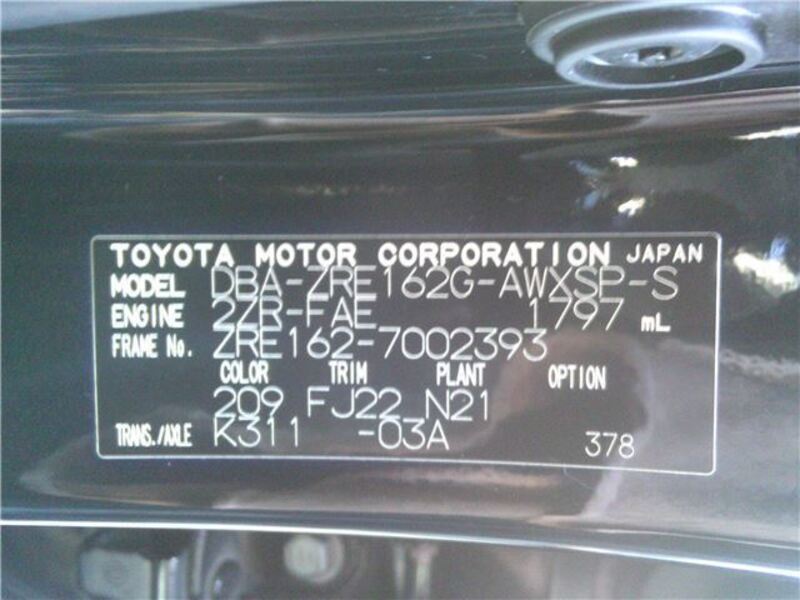 TOYOTA MOTOR CORPORATION JAPAN
MODEL DBA-ZRE162G-AWXSP-S
ENGINE 2ZR-FAE 1797 mL
FRAME No. ZRE162-7002393
COLOR TRIM PLANT OPTION
209 FJ22 N21
TRANS./AXLE K311 -03A 378